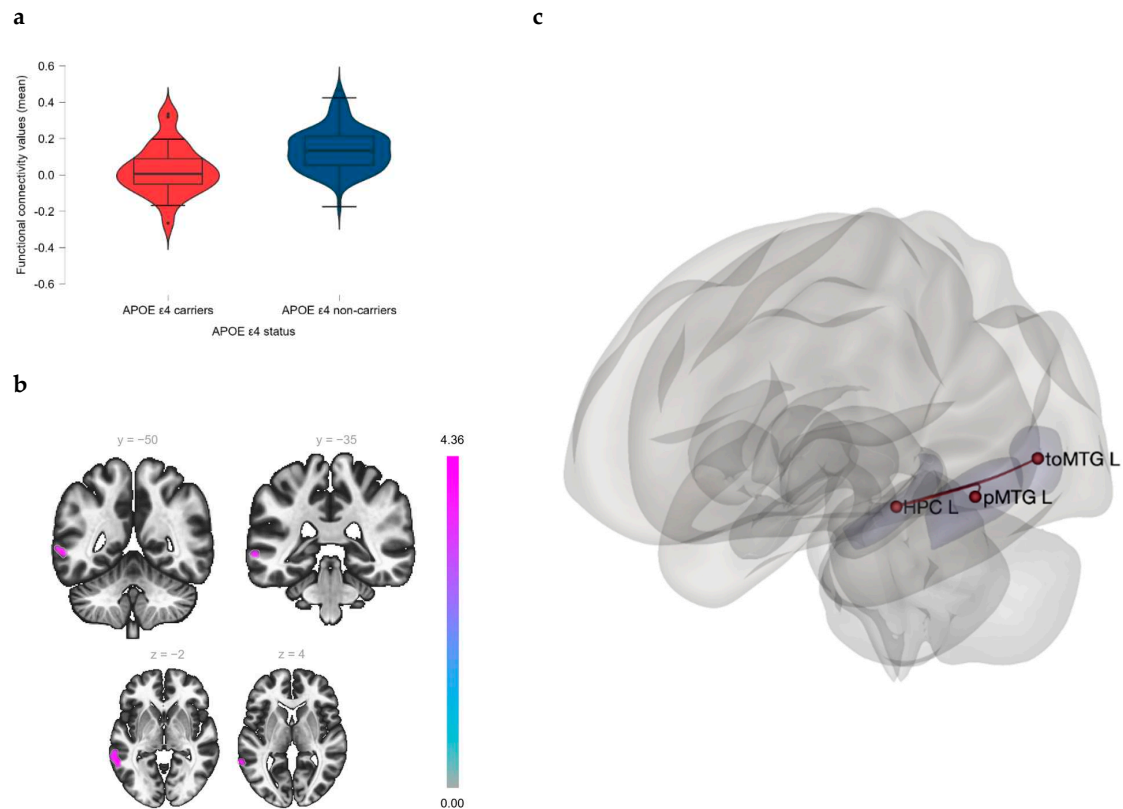 a
Functional connectivity values (mean)
0.6
0.4
0.2
0.0
-0.2
-0.4
-0.6
APOE ε4 carriers
APOE ε4 non-carriers
APOE ε4 status
b
y = −50
y = −35
z = −2
z = 4
4.36
0.00
c
toMTG L
pMTG L
HPC L